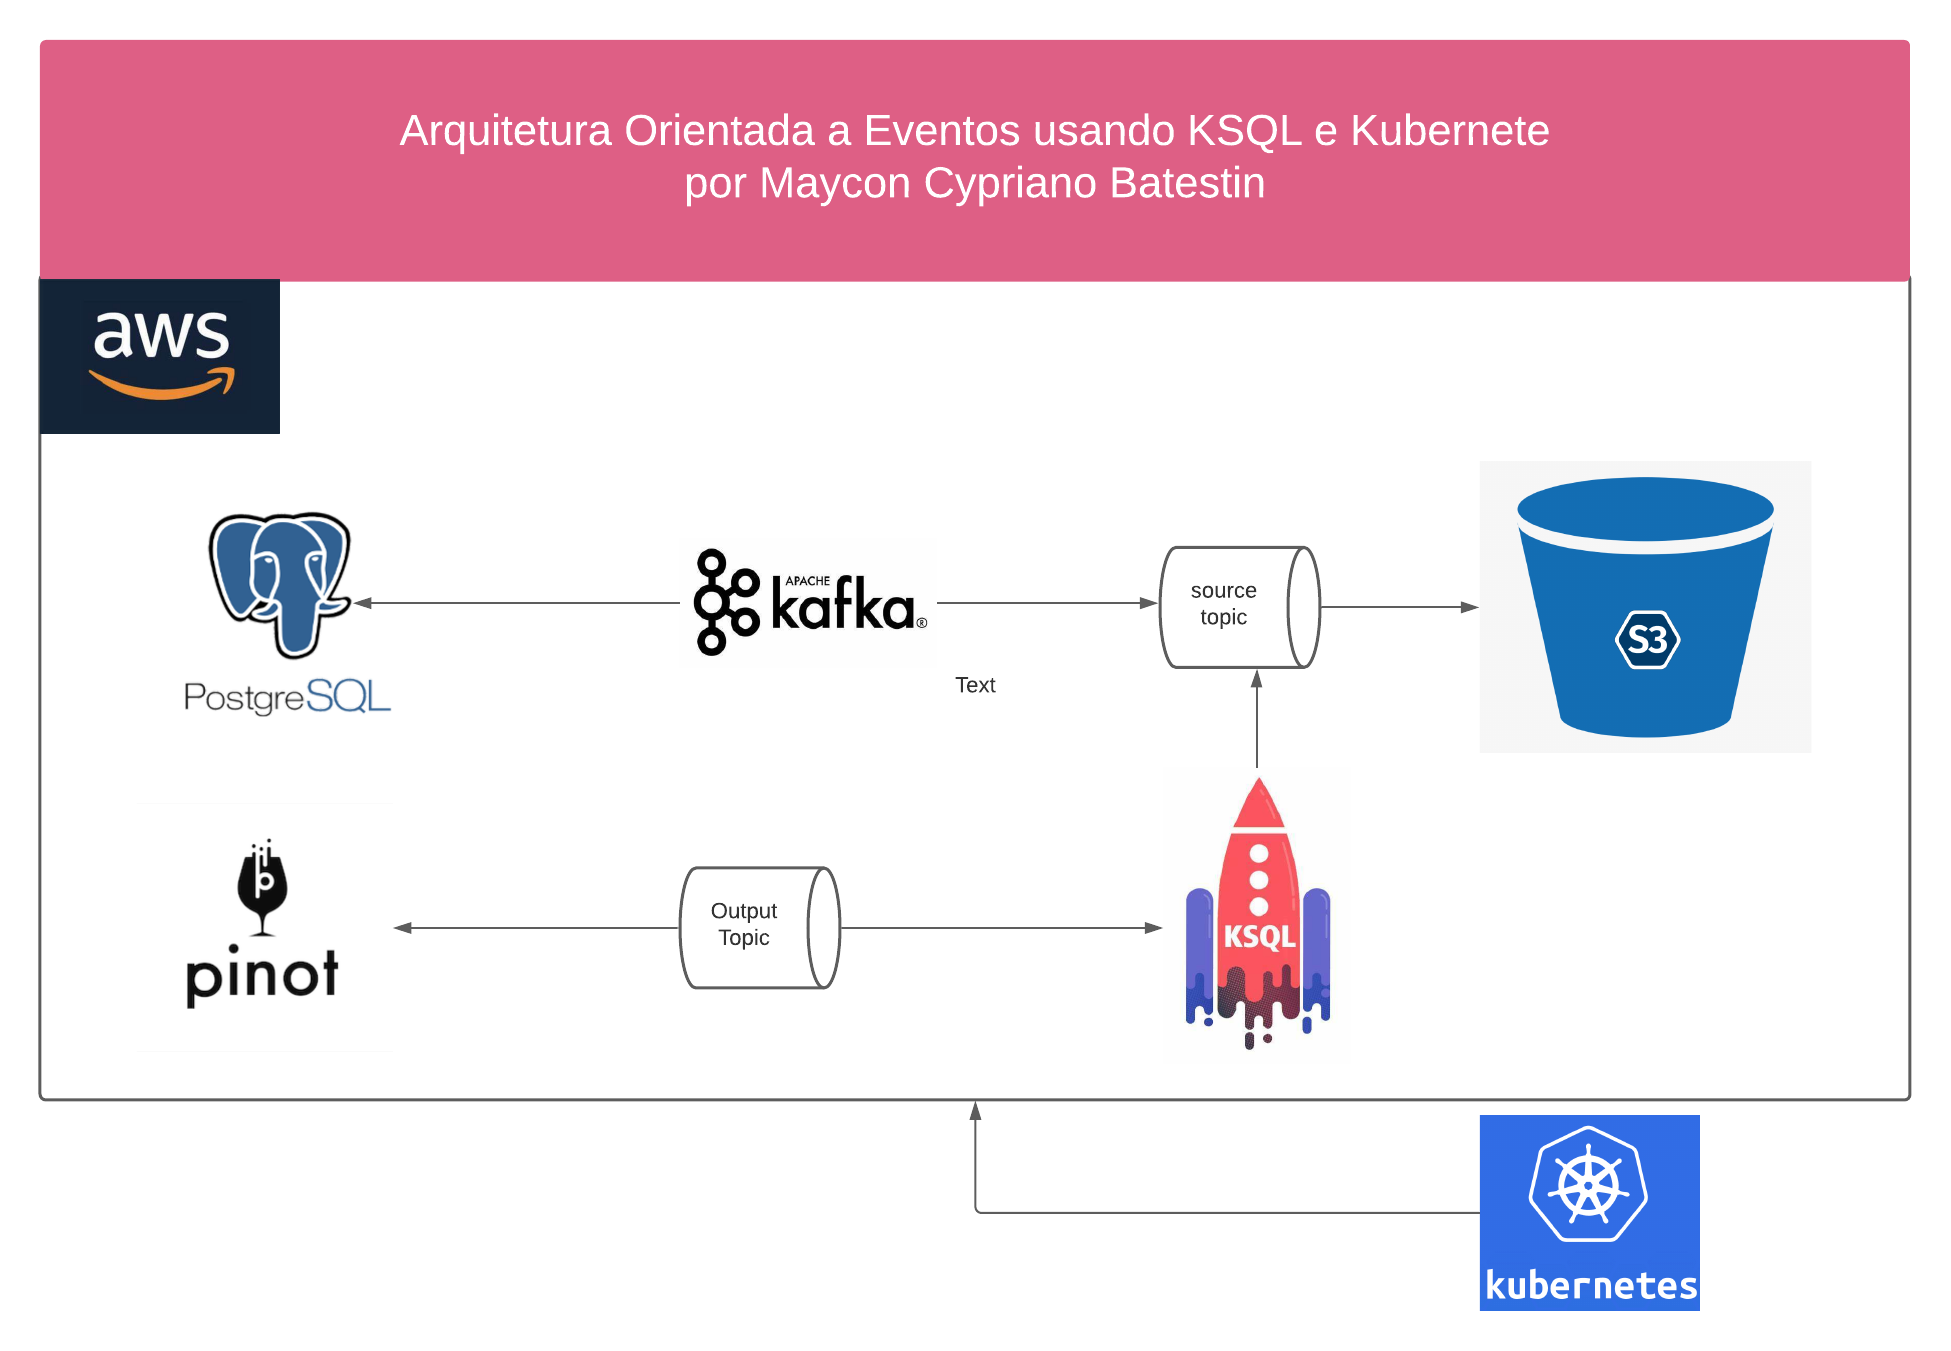 Arquitetura Orientada a Eventos usando KSQL e Kubernete
por Maycon Cypriano Batestin
aws
PostgreSQL
APACHE
kafka®
source
topic
S3
Text
pinot
Output
Topic
KSQL
kubernetes